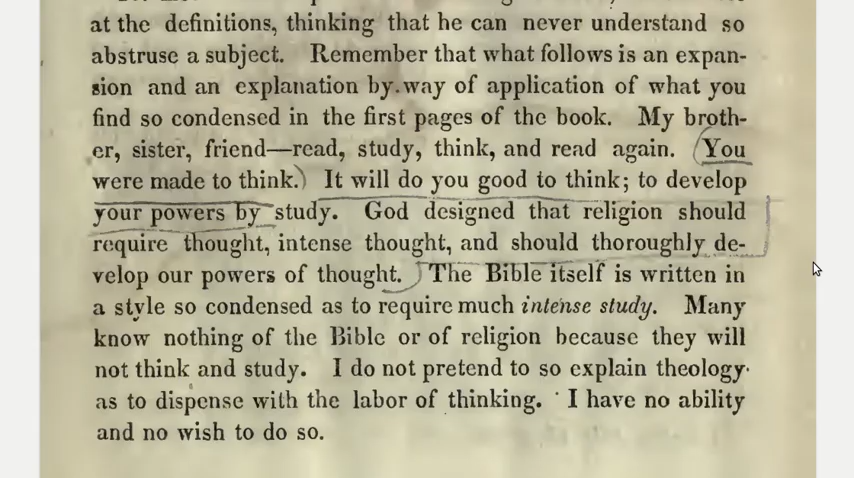 at the definitions, thinking that he can never understand so
abstruse a subject. Remember that what follows is an expan-
sion and an explanation by way of application of what you
find so condensed in the first pages of the book. My broth-
er, sister, friend—read, study, think, and read again. (You
were made to think.) It will do you good to think; to develop
your powers by study. God designed that religion should
require thought, intense thought, and should thoroughly de-
velop our powers of thought. The Bible itself is written in
a style so condensed as to require much intense study. Many
know nothing of the Bible or of religion because they will
not think and study. I do not pretend to so explain theology
as to dispense with the labor of thinking. I have no ability
and no wish to do so.